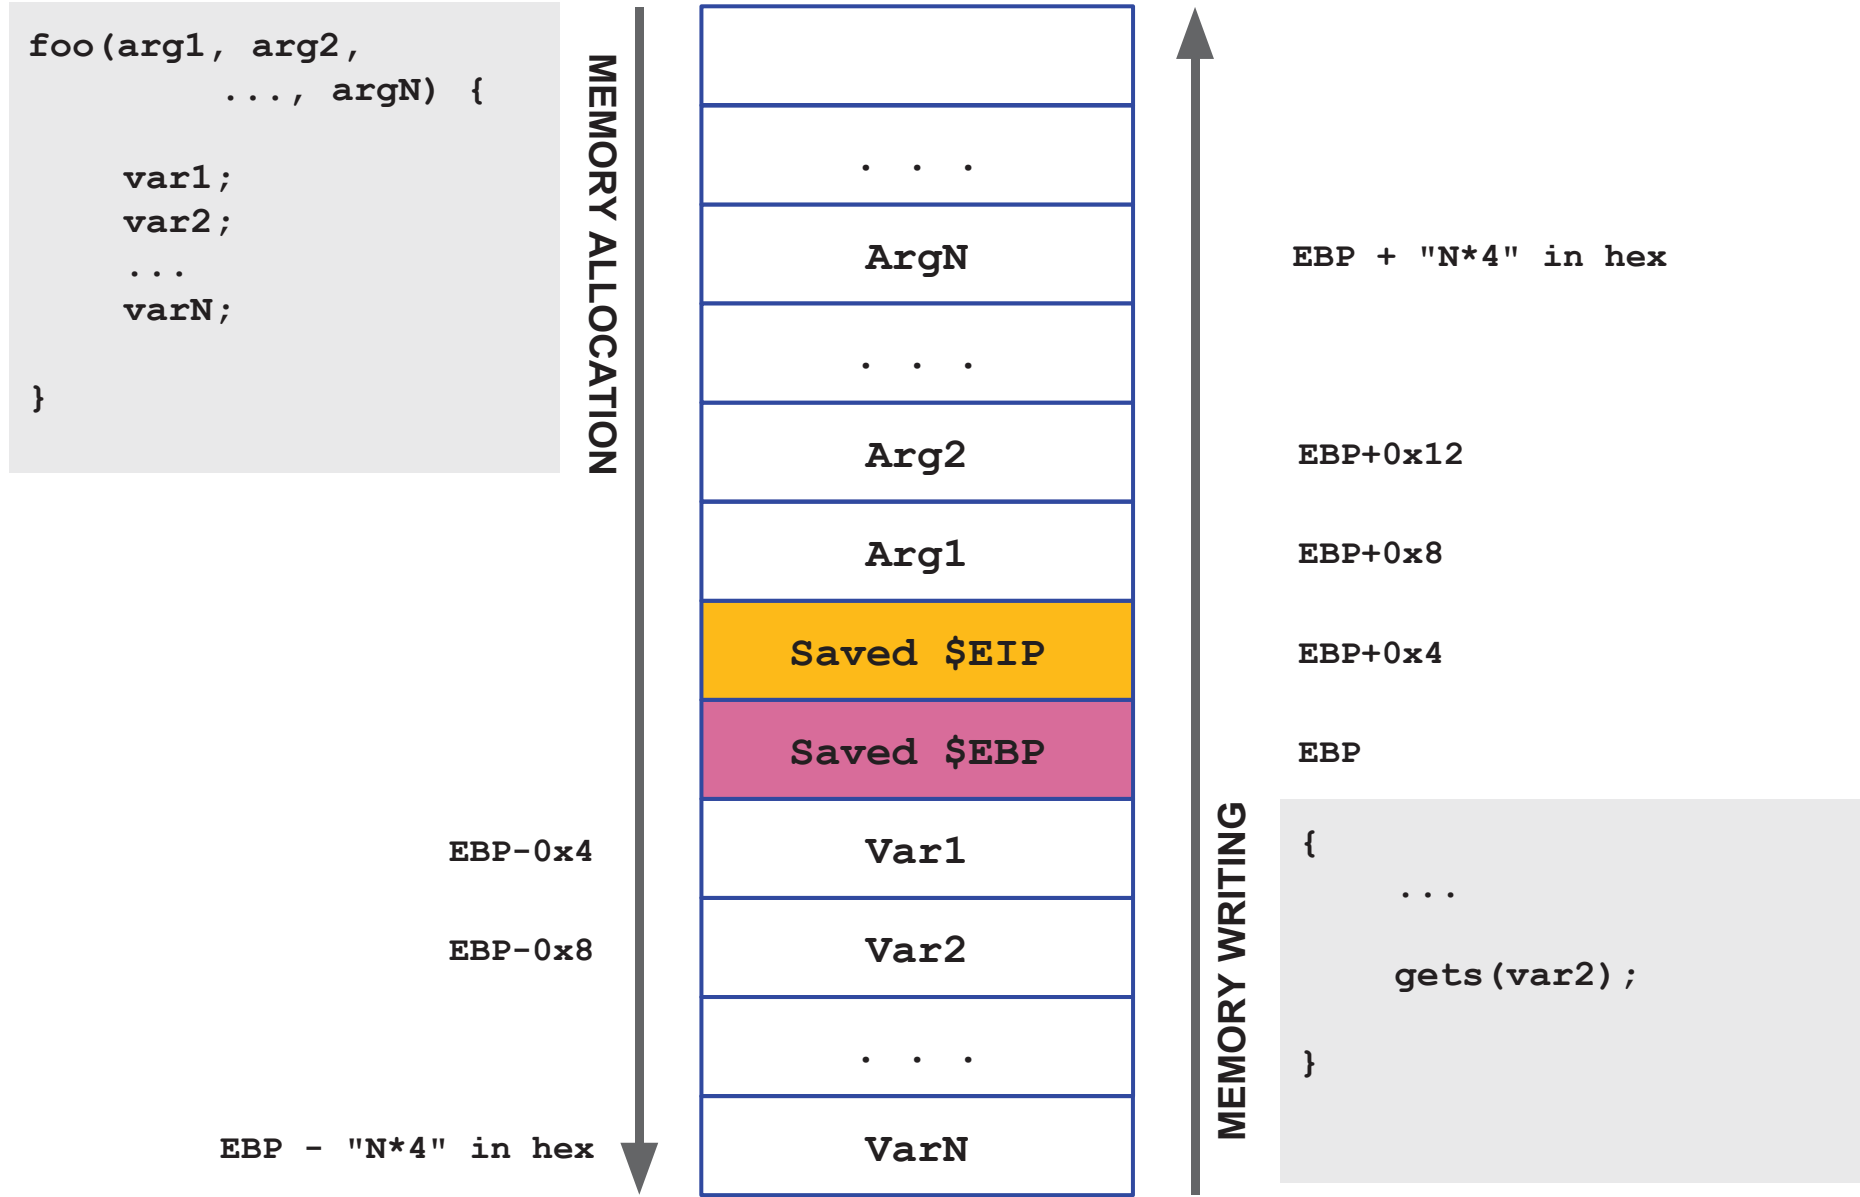 foo(arg1, arg2,
..., argN) {
var1;
var2;
...
varN;
}
MEMORY ALLOCATION
. . .
ArgN
EBP + "N*4" in hex
. . .
Arg2
EBP+0x12
Arg1
EBP+0x8
Saved $EIP
EBP+0x4
Saved $EBP
EBP
EBP-0x4
Var1
EBP-0x8
Var2
. . .
EBP - "N*4" in hex
VarN
MEMORY WRITING
{
...
gets(var2);
}